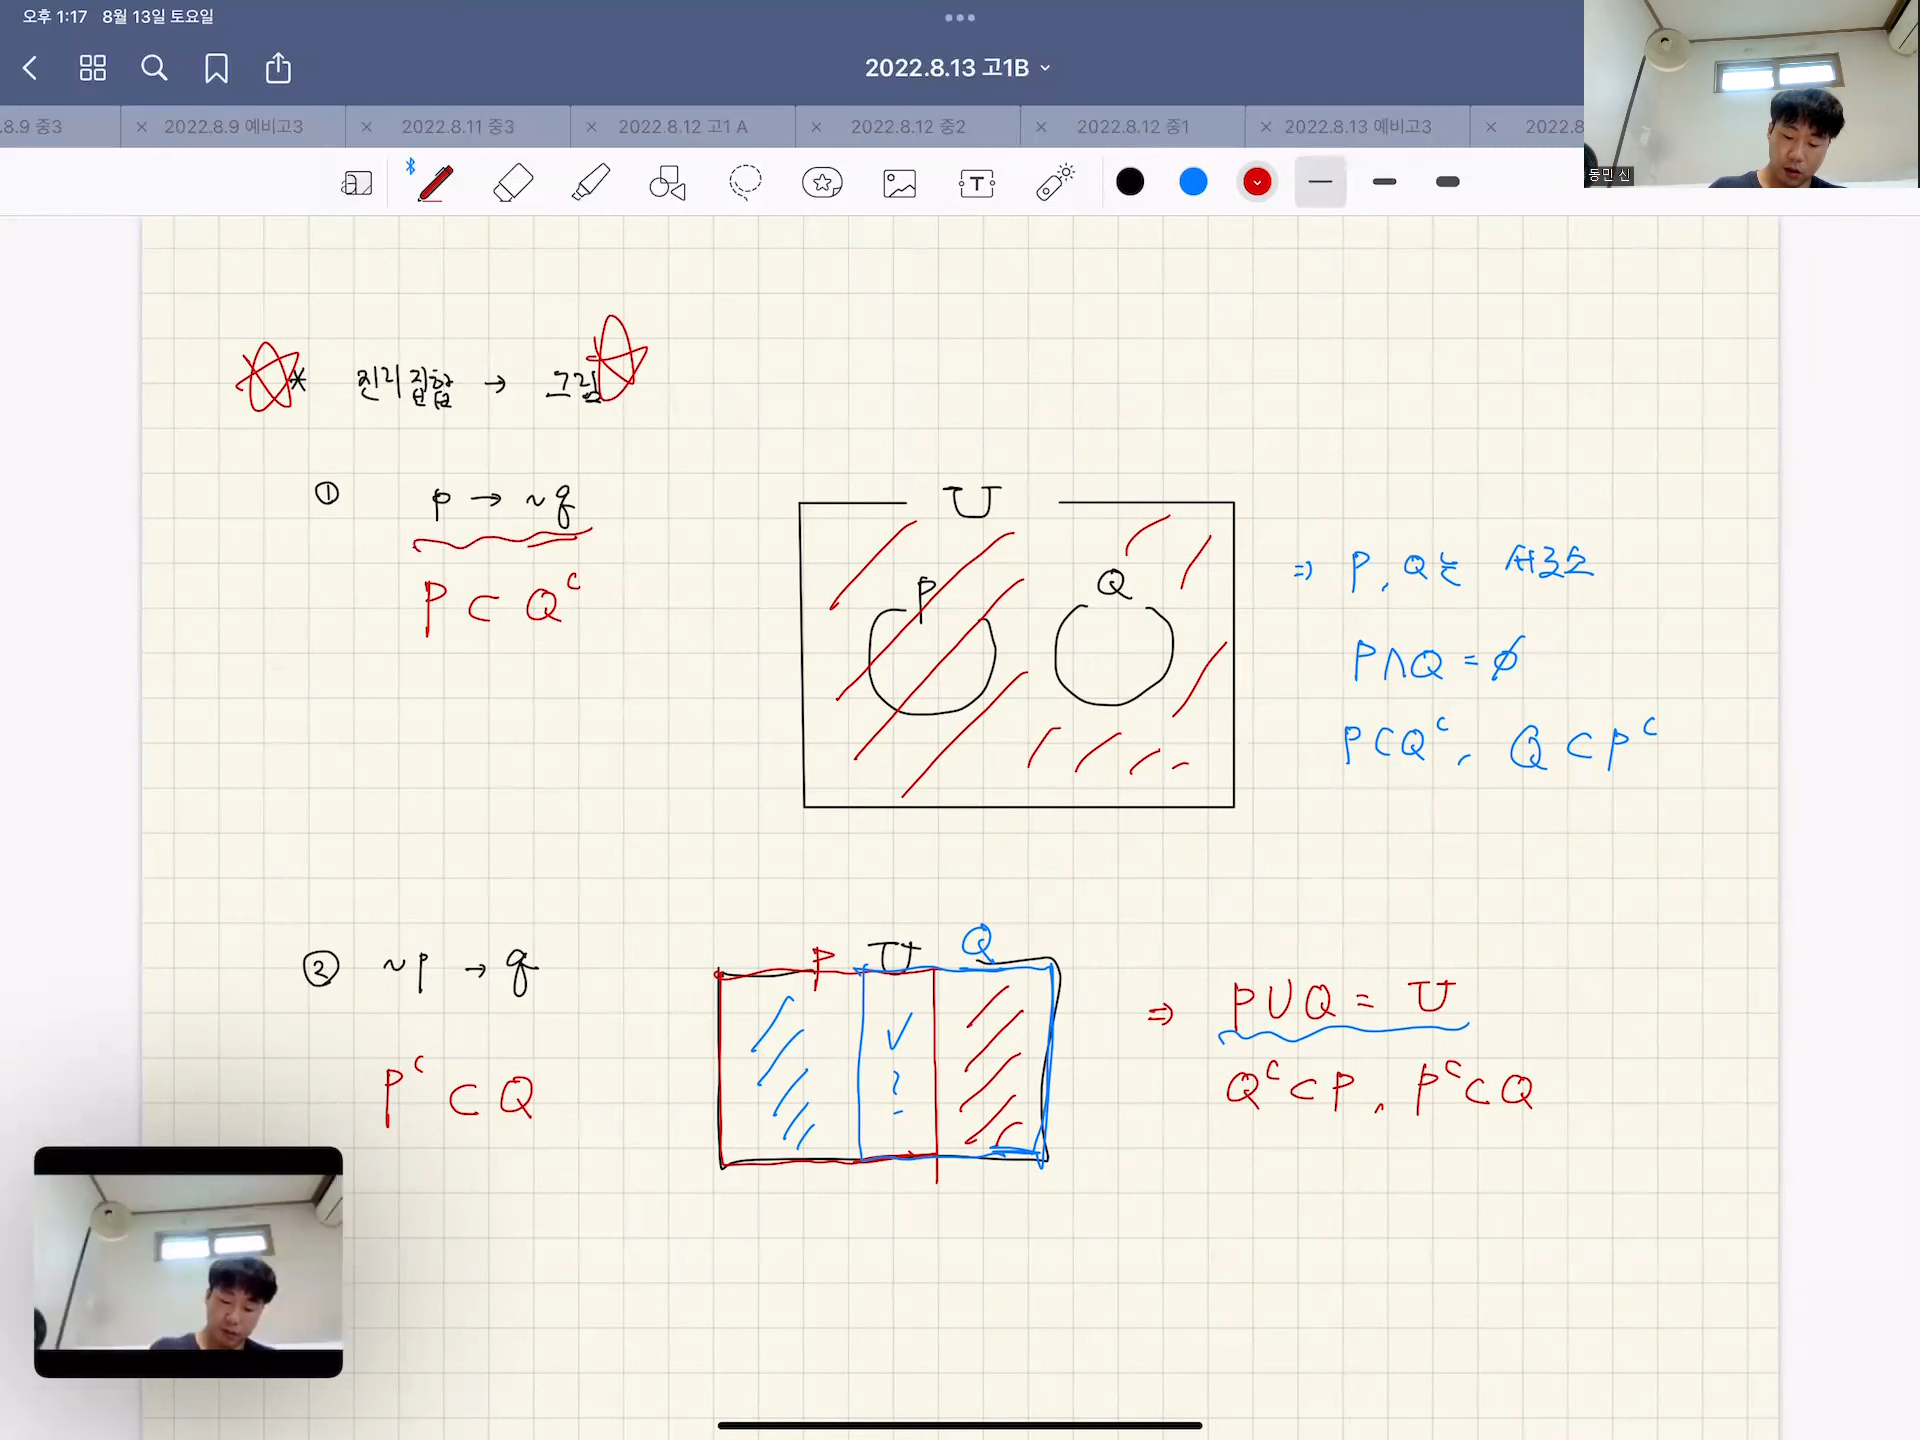 오후 1:17 8월 13일 토요일
2022.8.13 고1B
.8.9 중3
2022.8.9 예비고3
2022.8.11 중3
2022.8.12 고1 A
2022.8.12 중2
2022.8.12 중1
2022.8.13 예비고3
2022.8
동민 신
* 진리집합 → 그림
① p → ~q
P ⊂ Q^c
U
P
Q
⇒ P, Q는 서로소
P∩Q = ∅
P⊂Q^c, Q ⊂ P^c
② ~p → q
P^c ⊂ Q
P
U
Q
?
⇒ P∪Q = U
Q^c⊂P, P^c⊂Q